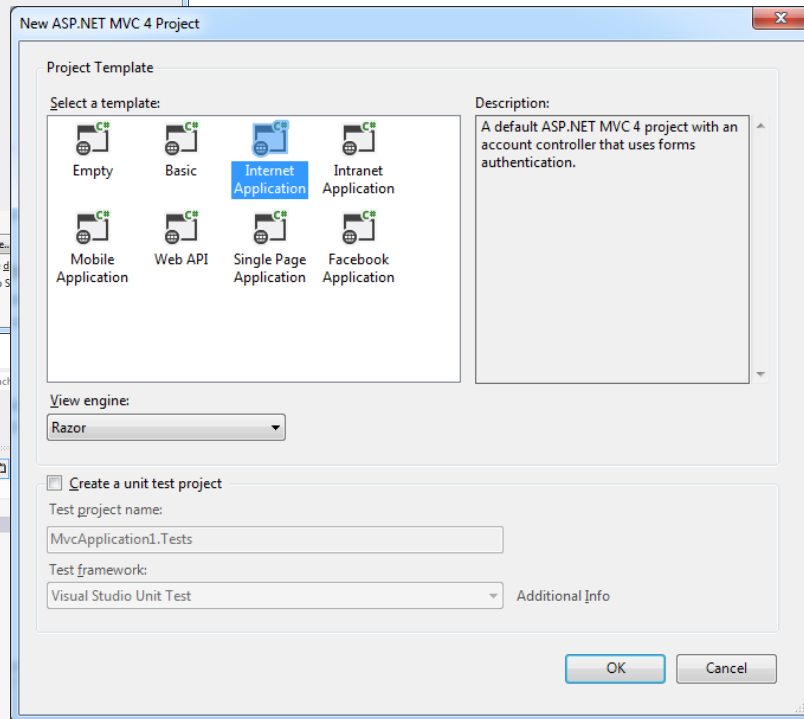 New ASP.NET MVC 4 Project
x
Project Template
Select a template:
Description:
C# C# C# C#
Empty Basic Internet Application Intranet Application
C# C# C# C#
Mobile Application Web API Single Page Application Facebook Application
A default ASP.NET MVC 4 project with an
account controller that uses forms
authentication.
View engine:
Razor
Create a unit test project
Test project name:
MvcApplication1.Tests
Test framework:
Visual Studio Unit Test
Additional Info
OK
Cancel